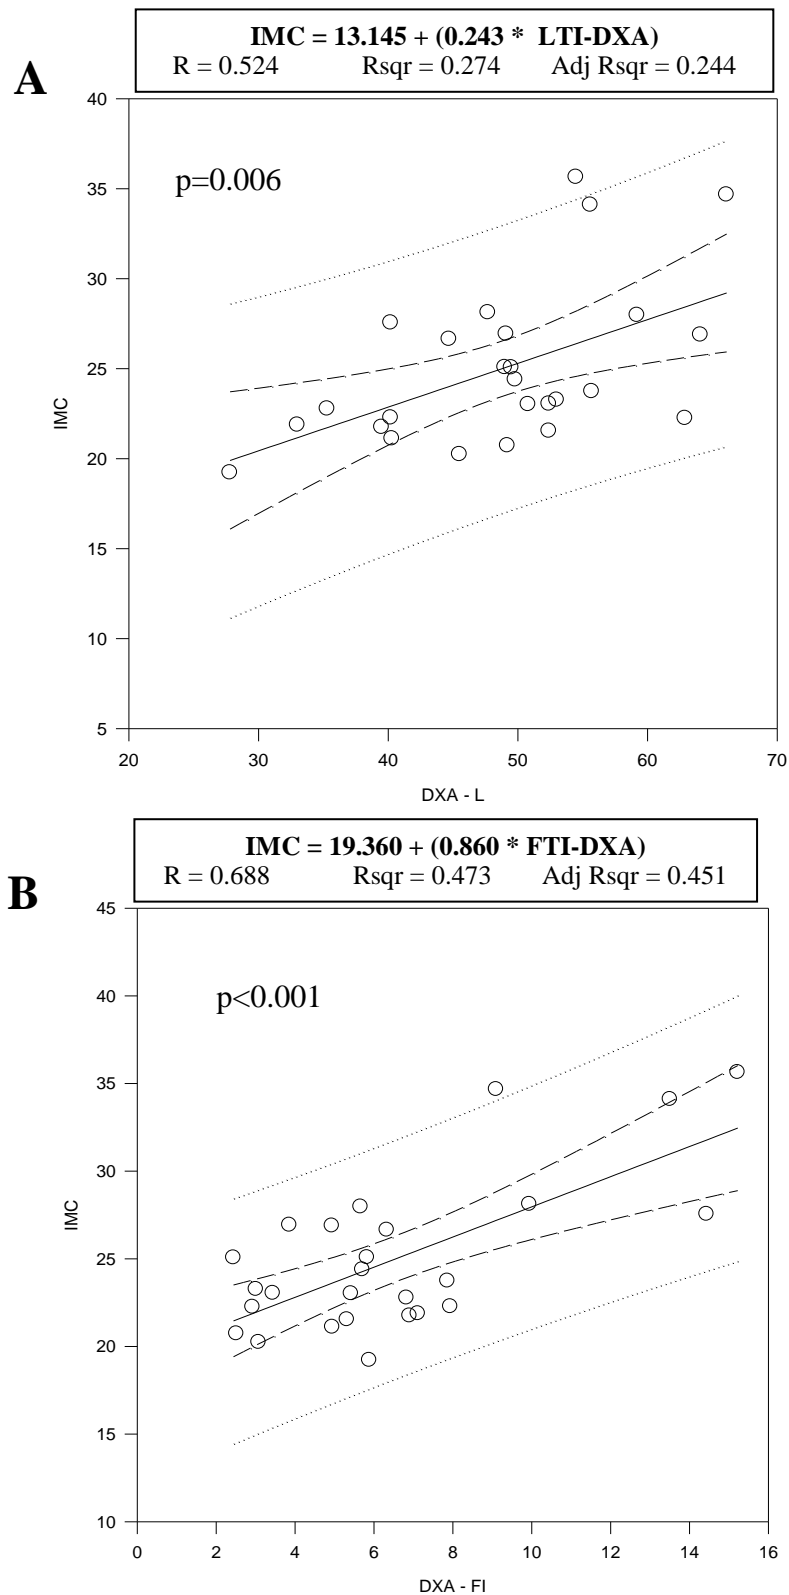 IMC = 13.145 + (0.243 * LTI-DXA)
R = 0.524 Rsqr = 0.274 Adj Rsqr = 0.244
A
p=0.006
40
35
30
25
20
15
10
5
IMC
20 30 40 50 60 70
DXA - L
IMC = 19.360 + (0.860 * FTI-DXA)
R = 0.688 Rsqr = 0.473 Adj Rsqr = 0.451
B
p<0.001
45
40
35
30
25
20
15
10
IMC
0 2 4 6 8 10 12 14 16
DXA - FI